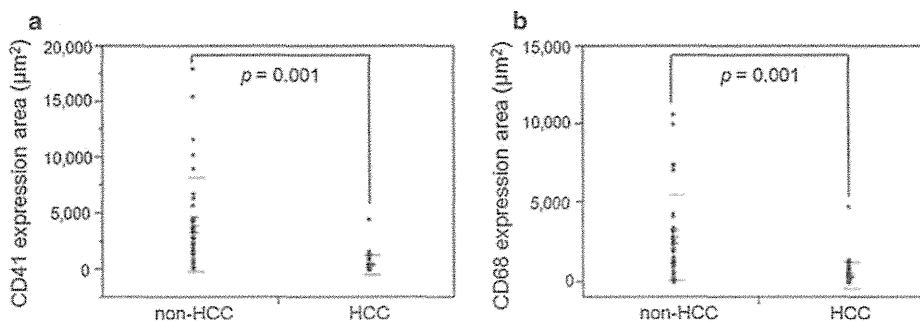 a
CD41 expression area (µm²)
20,000
15,000
10,000
5,000
0
p = 0.001
non-HCC
HCC
b
CD68 expression area (µm²)
15,000
10,000
5,000
0
p = 0.001
non-HCC
HCC